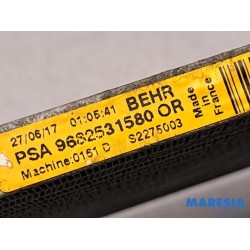 27/06/17 01:05:41 BEHR
PSA 9682531580 OR
Machine:0151 D S2275003
Made
in
France
MARESIA